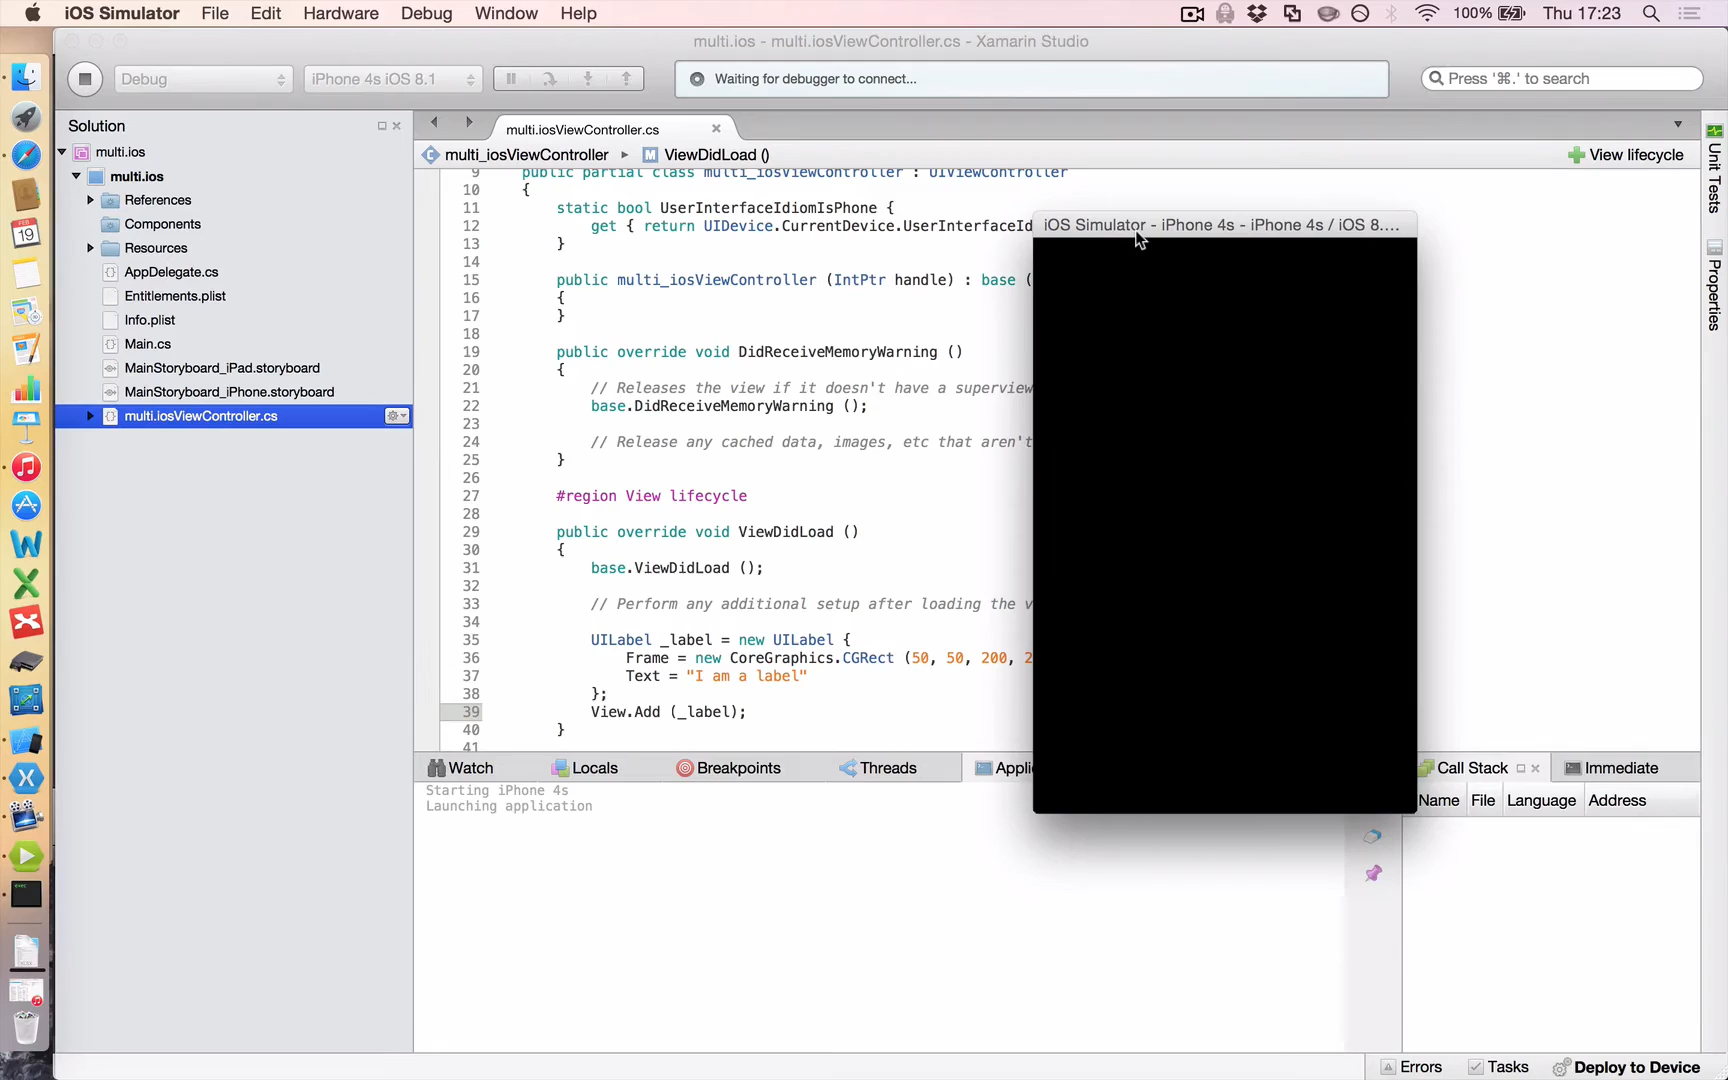 iOS Simulator File Edit Hardware Debug Window Help 100% Thu 17:23
multi.ios - multi.iosViewController.cs - Xamarin Studio
Debug iPhone 4s iOS 8.1 Waiting for debugger to connect... Press '⌘.' to search
Solution
multi.ios
multi.ios
References
Components
Resources
AppDelegate.cs
Entitlements.plist
Info.plist
Main.cs
MainStoryboard_iPad.storyboard
MainStoryboard_iPhone.storyboard
multi.iosViewController.cs
FEB
19
multi.iosViewController.cs
multi_iosViewController ViewDidLoad () View lifecycle
9 public partial class multi_iosViewController : UIViewController
10 {
11 static bool UserInterfaceIdiomIsPhone {
12 get { return UIDevice.CurrentDevice.UserInterfaceId
13 }
14
15 public multi_iosViewController (IntPtr handle) : base (
16 {
17 }
18
19 public override void DidReceiveMemoryWarning ()
20 {
21 // Releases the view if it doesn't have a superview
22 base.DidReceiveMemoryWarning ();
23
24 // Release any cached data, images, etc that aren't
25 }
26
27 #region View lifecycle
28
29 public override void ViewDidLoad ()
30 {
31 base.ViewDidLoad ();
32
33 // Perform any additional setup after loading the v
34
35 UILabel _label = new UILabel {
36 Frame = new CoreGraphics.CGRect (50, 50, 200, 2
37 Text = "I am a label"
38 };
39 View.Add (_label);
40 }
41
iOS Simulator - iPhone 4s - iPhone 4s / iOS 8....
Unit Tests
Properties
Watch Locals Breakpoints Threads Appli Call Stack Immediate
Starting iPhone 4s
Launching application
Name File Language Address
Errors Tasks Deploy to Device